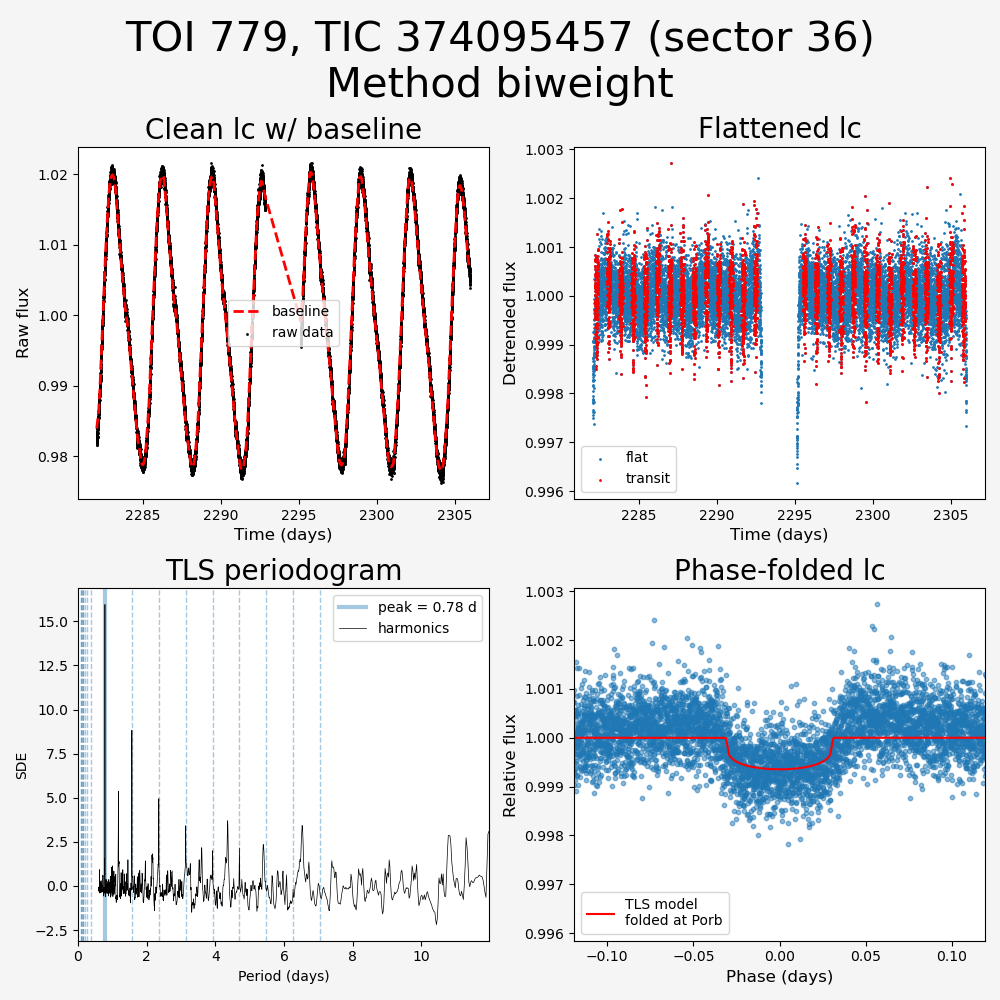 TOI 779, TIC 374095457 (sector 36)
Method biweight
Clean lc w/ baseline
Raw flux
1.02
1.01
1.00
0.99
0.98
baseline
raw data
2285
2290
2295
2300
2305
Time (days)
Flattened lc
Detrended flux
1.003
1.002
1.001
1.000
0.999
0.998
0.997
0.996
flat
transit
2285
2290
2295
2300
2305
Time (days)
TLS periodogram
SDE
15.0
12.5
10.0
7.5
5.0
2.5
0.0
−2.5
peak = 0.78 d
harmonics
0
2
4
6
8
10
Period (days)
Phase-folded lc
Relative flux
1.003
1.002
1.001
1.000
0.999
0.998
0.997
0.996
TLS model
folded at Porb
−0.10
−0.05
0.00
0.05
0.10
Phase (days)